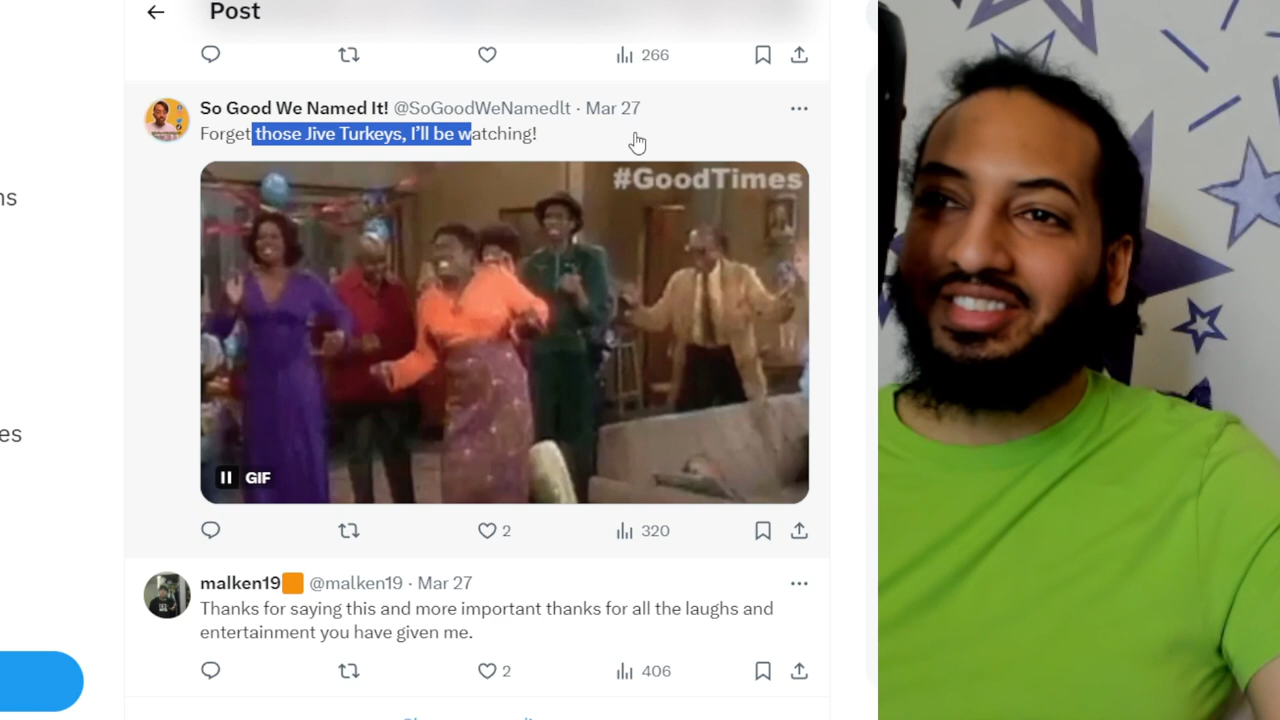 Post
266
So Good We Named It! @SoGoodWeNamedIt · Mar 27
Forget those Jive Turkeys, I'll be watching!
#GoodTimes
ns
es
GIF
2
320
malken19 @malken19 · Mar 27
Thanks for saying this and more important thanks for all the laughs and
entertainment you have given me.
2
406